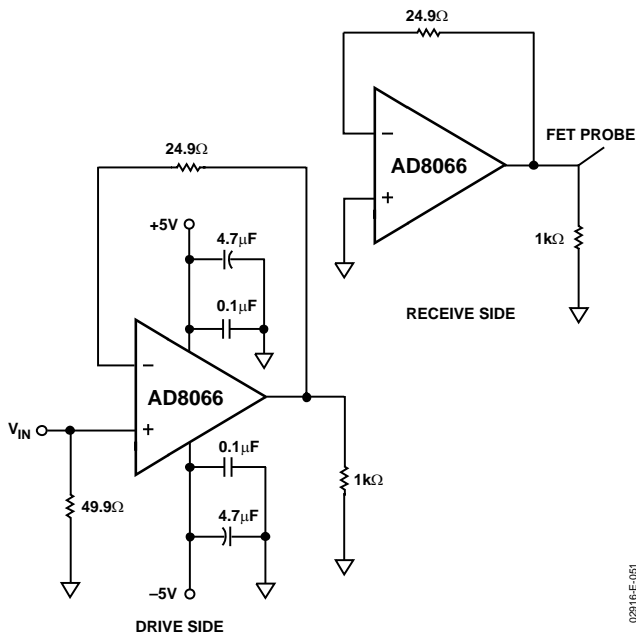 24.9Ω
FET PROBE
AD8066
1kΩ
RECEIVE SIDE
24.9Ω
+5V
4.7μF
0.1μF
AD8066
VIN
49.9Ω
0.1μF
4.7μF
1kΩ
–5V
DRIVE SIDE
02916-E-051